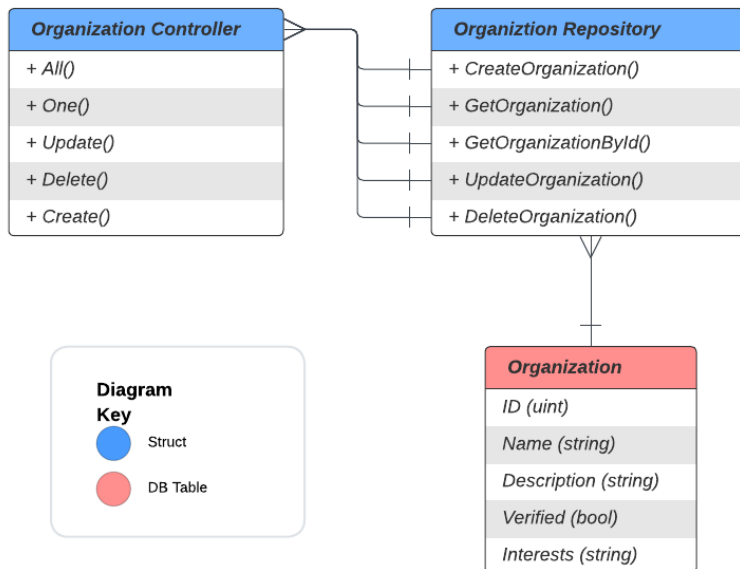 Organization Controller
+ All()
+ One()
+ Update()
+ Delete()
+ Create()
Organiztion Repository
+ CreateOrganization()
+ GetOrganization()
+ GetOrganizationById()
+ UpdateOrganization()
+ DeleteOrganization()
Diagram
Key
Struct
DB Table
Organization
ID (uint)
Name (string)
Description (string)
Verified (bool)
Interests (string)